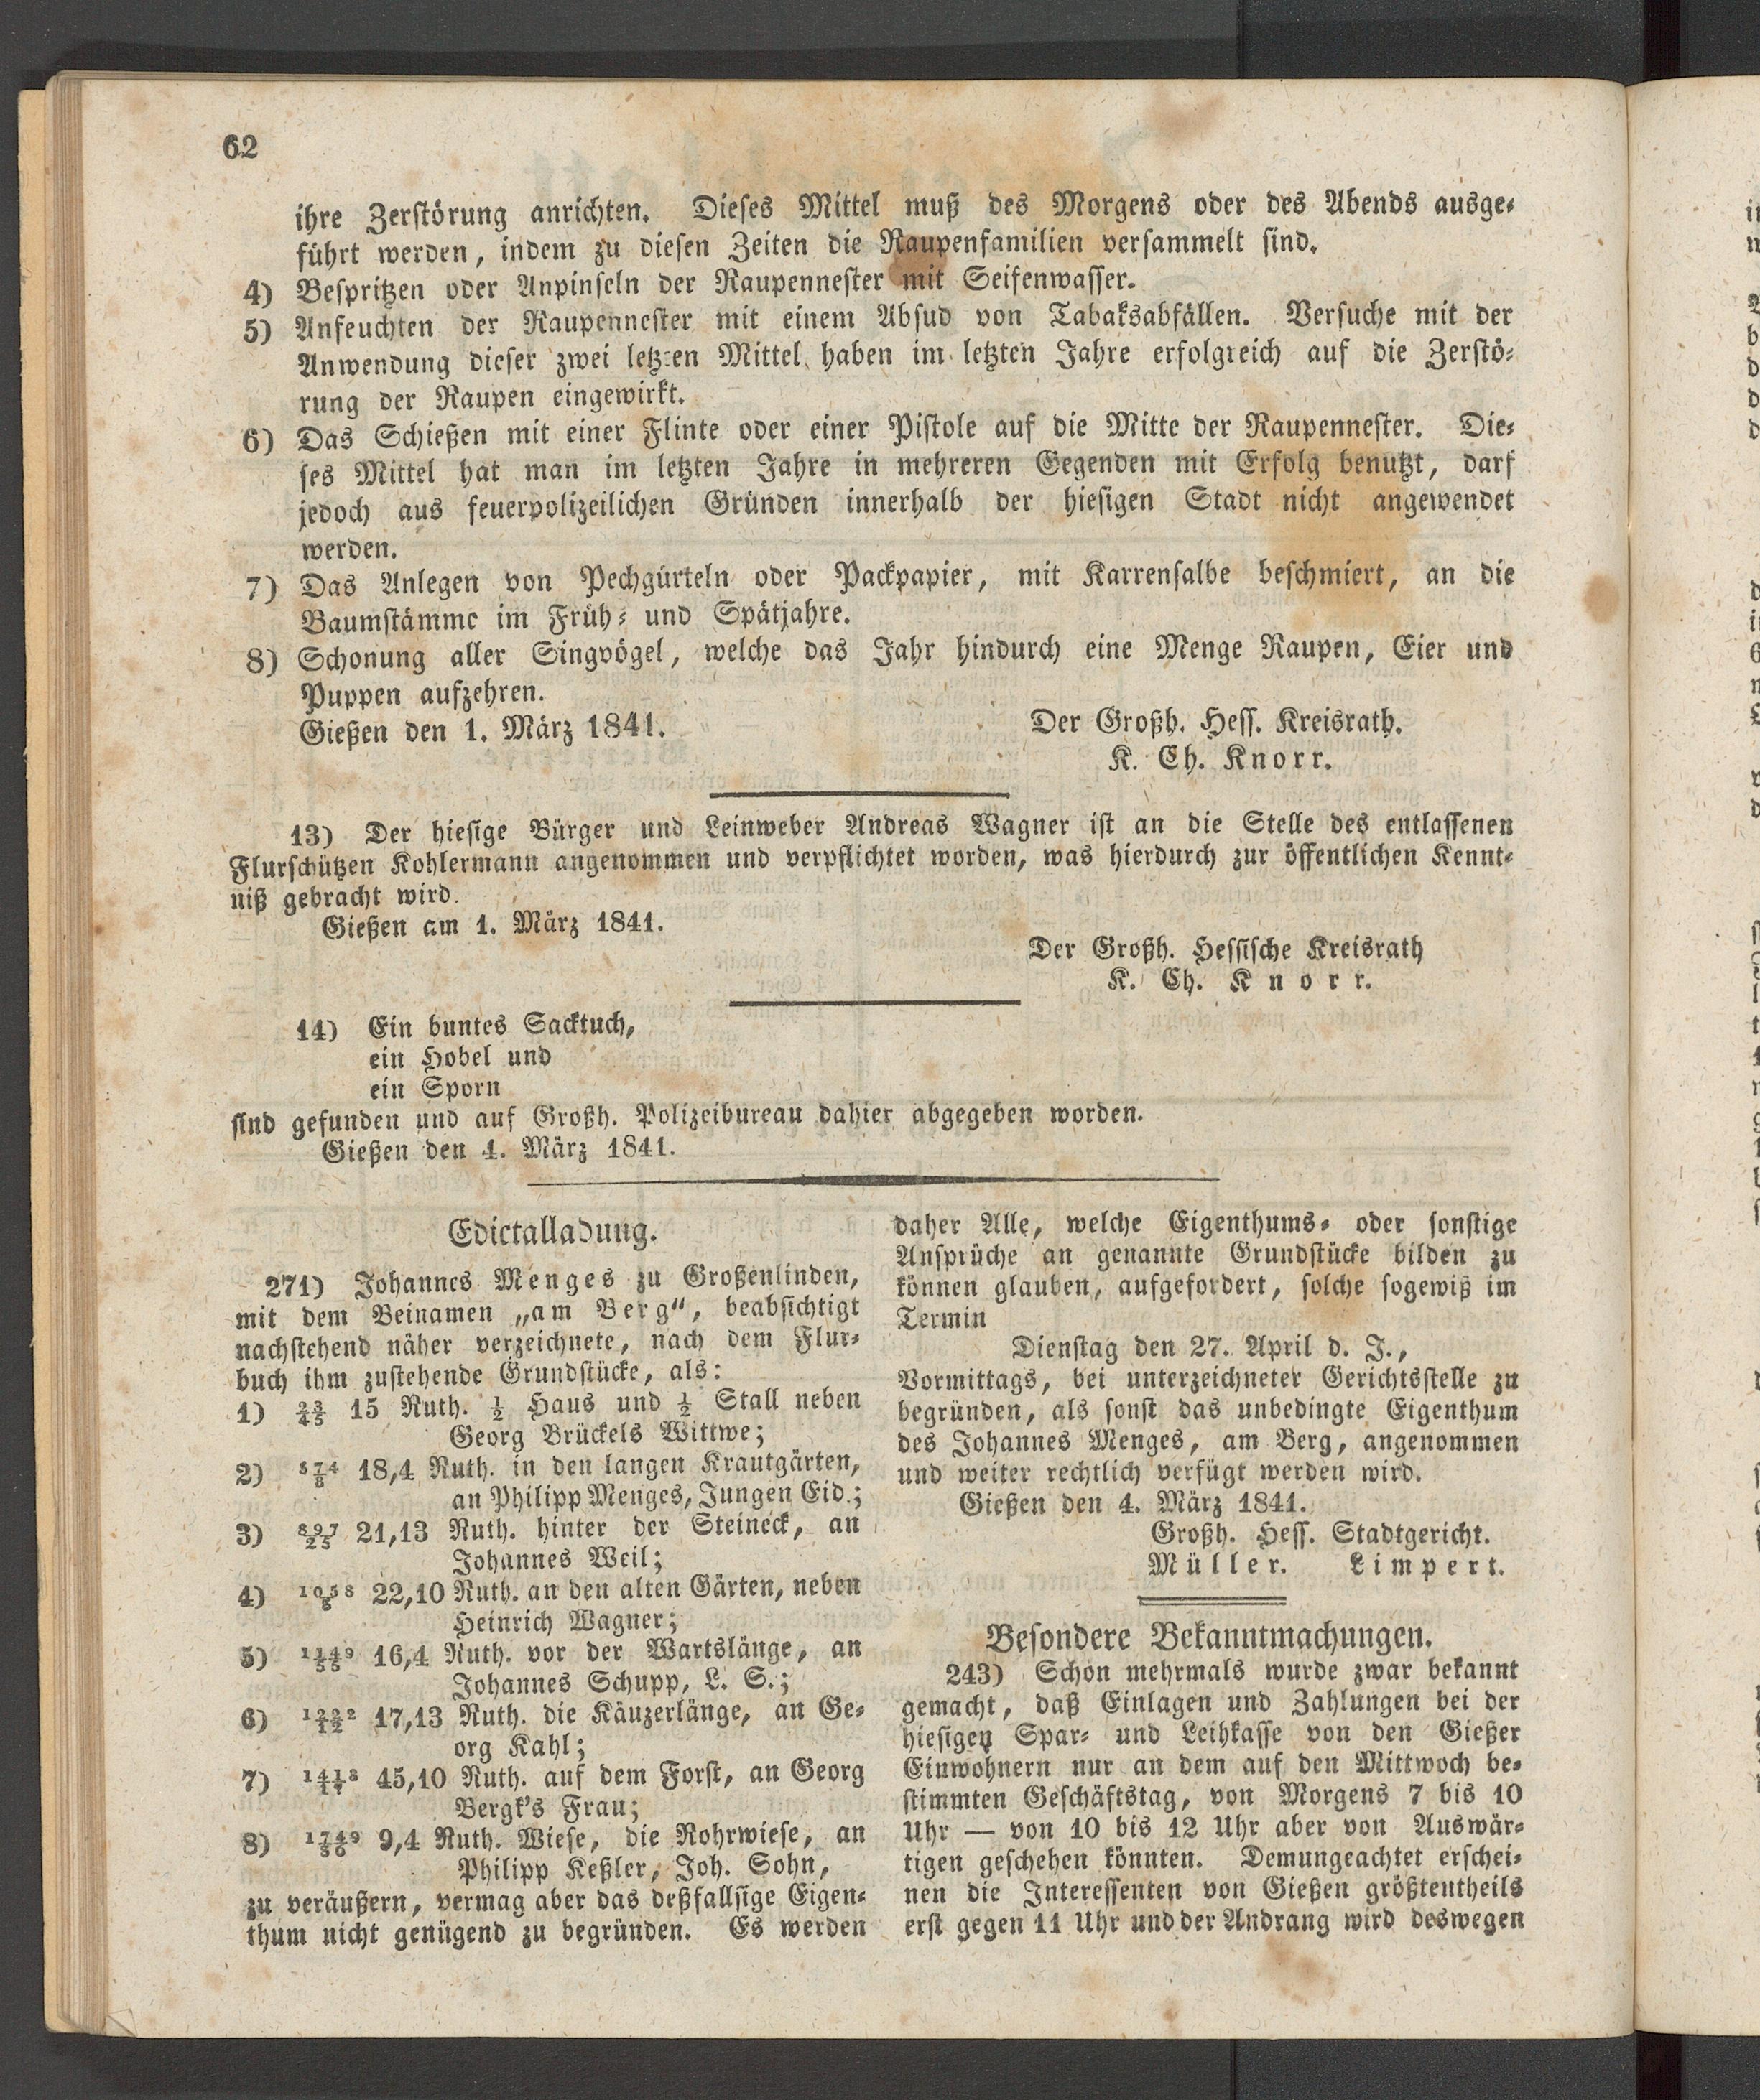 62
ihre Zerstörung anrichten. Dieses Mittel muß des Morgens oder des Abends ausge-
führt werden, indem zu diesen Zeiten die Raupenfamilien versammelt sind.
4) Bespritzen oder Anpinseln der Raupennester mit Seifenwasser.
5) Anfeuchten der Raupennester mit einem Absud von Tabaksabfällen. Versuche mit der
Anwendung dieser zwei letzten Mittel haben im letzten Jahre erfolgreich auf die Zerstö-
rung der Raupen eingewirkt.
6) Das Schießen mit einer Flinte oder einer Pistole auf die Mitte der Raupennester. Die-
ses Mittel hat man im letzten Jahre in mehreren Gegenden mit Erfolg benutzt, darf
jedoch aus feuerpolizeilichen Gründen innerhalb der hiesigen Stadt nicht angewendet
werden.
7) Das Anlegen von Pechgürteln oder Packpapier, mit Karrensalbe beschmiert, an die
Baumstämme im Früh- und Spätjahre.
8) Schonung aller Singvögel, welche das Jahr hindurch eine Menge Raupen, Eier und
Puppen aufzehren.
Gießen den 1. März 1841.
Der Großh. Hess. Kreisrath.
K. Ch. Knorr.
13) Der hiesige Bürger und Leinweber Andreas Wagner ist an die Stelle des entlassenen
Flurschützen Kohlermann angenommen und verpflichtet worden, was hierdurch zur öffentlichen Kennt-
niß gebracht wird.
Gießen am 1. März 1841.
Der Großh. Hessische Kreisrath
K. Ch. Knorr.
14) Ein buntes Sacktuch,
ein Hobel und
ein Sporn
sind gefunden und auf Großh. Polizeibureau dahier abgegeben worden.
Gießen den 4. März 1841.
Edictalladung.
271) Johannes Menges zu Großenlinden,
mit dem Beinamen „am Berg“, beabsichtigt
nachstehend näher verzeichnete, nach dem Flur-
buch ihm zustehende Grundstücke, als:
1) 23/45 15 Ruth. ½ Haus und ½ Stall neben
Georg Brückels Wittwe;
2) 574/8 18,4 Ruth. in den langen Krautgärten,
an Philipp Menges, Jungen Eid.;
3) 897/25 21,13 Ruth. hinter der Steineck, an
Johannes Weil;
4) 22,10 Ruth. an den alten Gärten, neben
Heinrich Wagner;
5) 16,4 Ruth. vor der Wartslänge, an
Johannes Schupp, L. S.;
6) 17,13 Ruth. die Käuzerlänge, an Ge-
org Kahl;
7) 45,10 Ruth. auf dem Forst, an Georg
Bergk's Frau;
8) 9,4 Ruth. Wiese, die Rohrwiese, an
Philipp Keßler, Joh. Sohn,
zu veräußern, vermag aber das deßfallsige Eigen-
thum nicht genügend zu begründen. Es werden
daher Alle, welche Eigenthums- oder sonstige
Ansprüche an genannte Grundstücke bilden zu
können glauben, aufgefordert, solche sogewiß im
Termin
Dienstag den 27. April d. J.,
Vormittags, bei unterzeichneter Gerichtsstelle zu
begründen, als sonst das unbedingte Eigenthum
des Johannes Menges, am Berg, angenommen
und weiter rechtlich verfügt werden wird.
Gießen den 4. März 1841.
Großh. Hess. Stadtgericht.
Müller. Limpert.
Besondere Bekanntmachungen.
243) Schon mehrmals wurde zwar bekannt
gemacht, daß Einlagen und Zahlungen bei der
hiesigen Spar- und Leihkasse von den Gießer
Einwohnern nur an dem auf den Mittwoch be-
stimmten Geschäftstag, von Morgens 7 bis 10
Uhr — von 10 bis 12 Uhr aber von Auswär-
tigen geschehen könnten. Demungeachtet erschei-
nen die Interessenten von Gießen größtentheils
erst gegen 11 Uhr und der Andrang wird deswegen